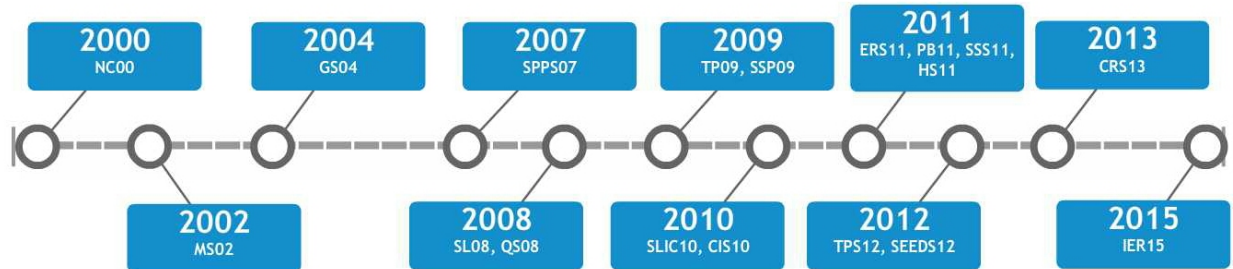 2000
NC00
2004
GS04
2007
SPPS07
2009
TP09, SSP09
2011
ERS11, PB11, SSS11,
HS11
2013
CRS13
2002
MS02
2008
SL08, QS08
2010
SLIC10, CIS10
2012
TPS12, SEEDS12
2015
IER15